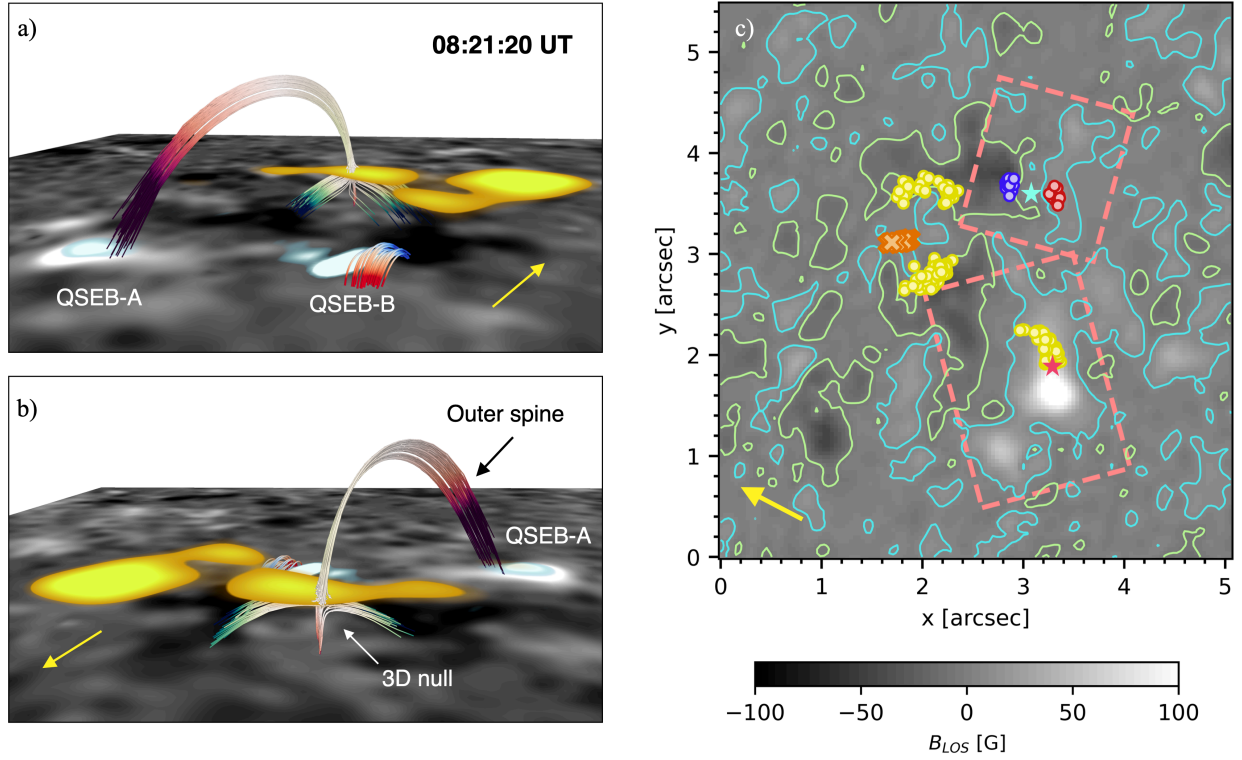 a)
08:21:20 UT
QSEB-A
QSEB-B
b)
Outer spine
QSEB-A
3D null
c)
5
4
3
2
1
0
y [arcsec]
0 1 2 3 4 5
x [arcsec]
−100 −50 0 50 100
B_LOS [G]